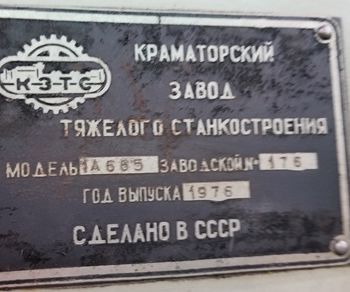 КЗТС
КРАМАТОРСКИЙ
ЗАВОД
ТЯЖЕЛОГО СТАНКОСТРОЕНИЯ
МОДЕЛЬ 1А685 ЗАВОДСКОЙ № 176
ГОД ВЫПУСКА 1976
СДЕЛАНО В СССР